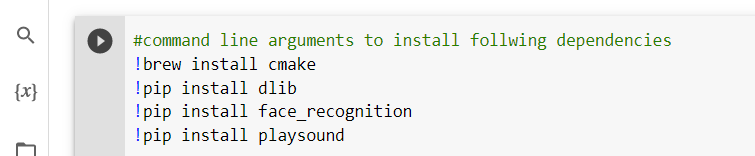 #command line arguments to install follwing dependencies
!brew install cmake
{x}
!pip install dlib
!pip install face_recognition
!pip install playsound